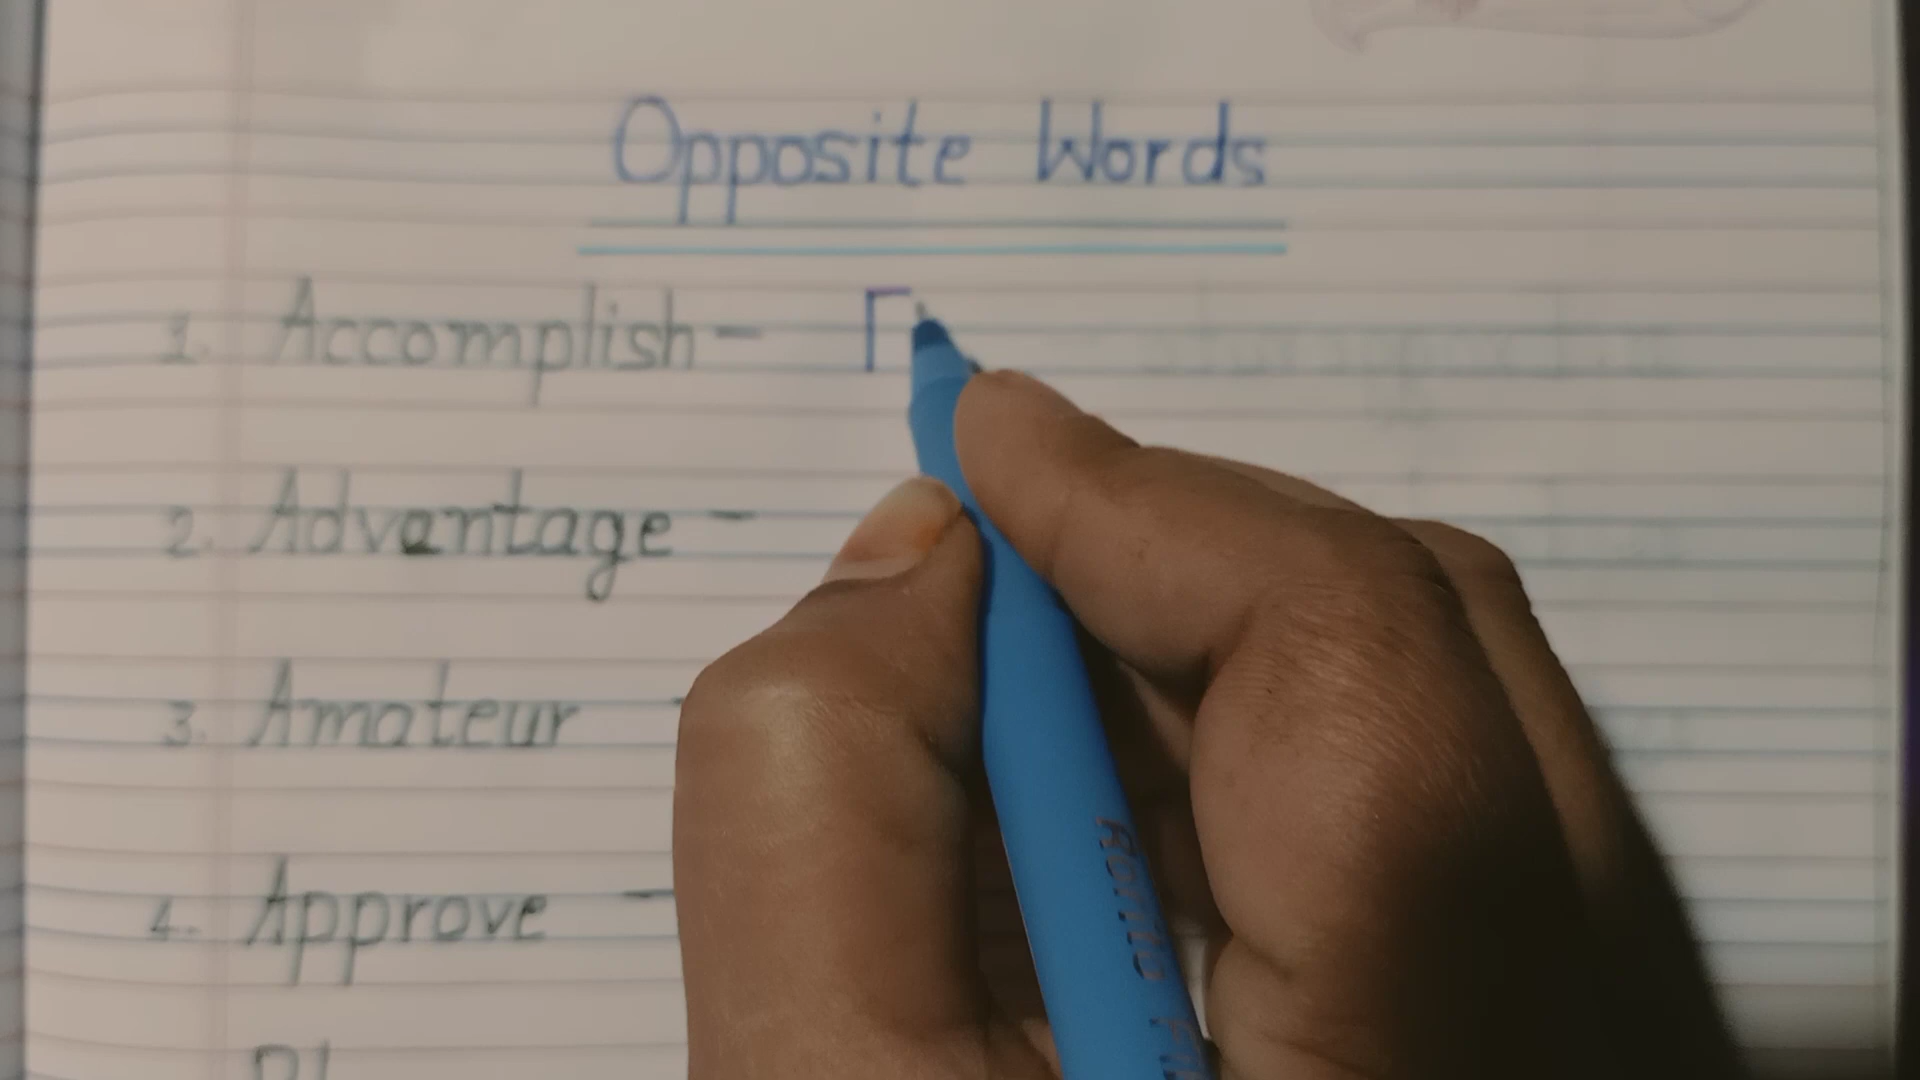 Opposite Words
1. Accomplish -
2. Advantage -
3. Amateur -
4. Approve -